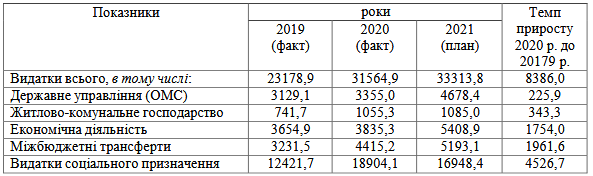 Показники роки Темп приросту 2020 р. до 20179 р.
2019 (факт) 2020 (факт) 2021 (план)
Видатки всього, в тому числі: 23178,9 31564,9 33313,8 8386,0
Державне управління (ОМС) 3129,1 3355,0 4678,4 225,9
Житлово-комунальне господарство 741,7 1055,3 1085,0 343,3
Економічна діяльність 3654,9 3835,3 5408,9 1754,0
Міжбюджетні трансферти 3231,5 4415,2 5193,1 1961,6
Видатки соціального призначення 12421,7 18904,1 16948,4 4526,7